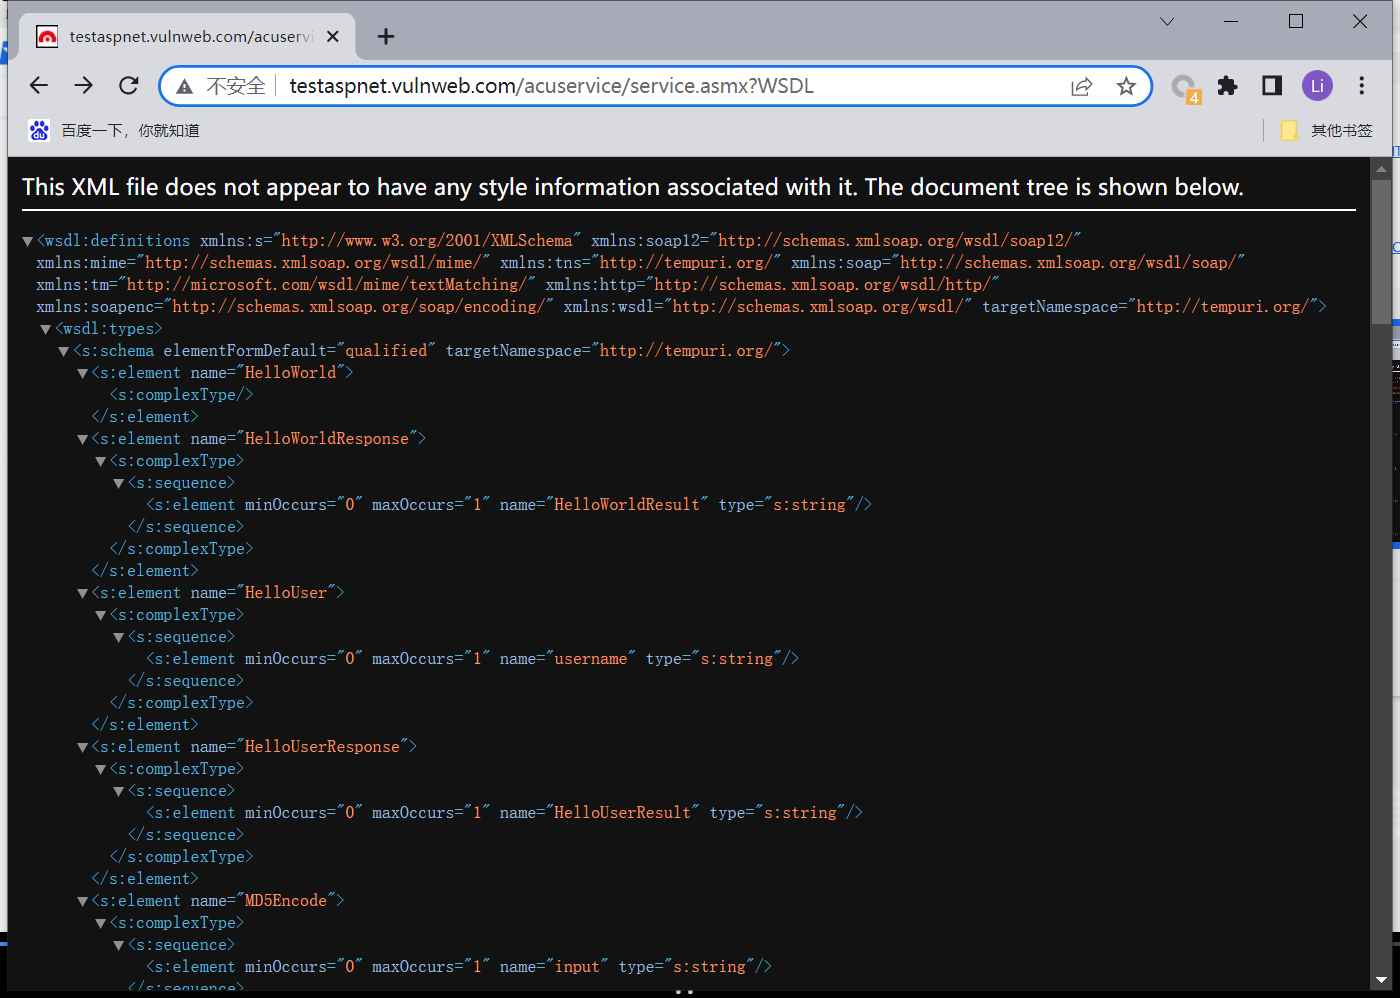 testaspnet.vulnweb.com/acuservi
不安全 testaspnet.vulnweb.com/acuservice/service.asmx?WSDL
4
Li
百度一下，你就知道
其他书签
This XML file does not appear to have any style information associated with it. The document tree is shown below.
<wsdl:definitions xmlns:s="http://www.w3.org/2001/XMLSchema" xmlns:soap12="http://schemas.xmlsoap.org/wsdl/soap12/"
xmlns:mime="http://schemas.xmlsoap.org/wsdl/mime/" xmlns:tns="http://tempuri.org/" xmlns:soap="http://schemas.xmlsoap.org/wsdl/soap/"
xmlns:tm="http://microsoft.com/wsdl/mime/textMatching/" xmlns:http="http://schemas.xmlsoap.org/wsdl/http/"
xmlns:soapenc="http://schemas.xmlsoap.org/soap/encoding/" xmlns:wsdl="http://schemas.xmlsoap.org/wsdl/" targetNamespace="http://tempuri.org/">
<wsdl:types>
<s:schema elementFormDefault="qualified" targetNamespace="http://tempuri.org/">
<s:element name="HelloWorld">
<s:complexType/>
</s:element>
<s:element name="HelloWorldResponse">
<s:complexType>
<s:sequence>
<s:element minOccurs="0" maxOccurs="1" name="HelloWorldResult" type="s:string"/>
</s:sequence>
</s:complexType>
</s:element>
<s:element name="HelloUser">
<s:complexType>
<s:sequence>
<s:element minOccurs="0" maxOccurs="1" name="username" type="s:string"/>
</s:sequence>
</s:complexType>
</s:element>
<s:element name="HelloUserResponse">
<s:complexType>
<s:sequence>
<s:element minOccurs="0" maxOccurs="1" name="HelloUserResult" type="s:string"/>
</s:sequence>
</s:complexType>
</s:element>
<s:element name="MD5Encode">
<s:complexType>
<s:sequence>
<s:element minOccurs="0" maxOccurs="1" name="input" type="s:string"/>
</s:sequence>